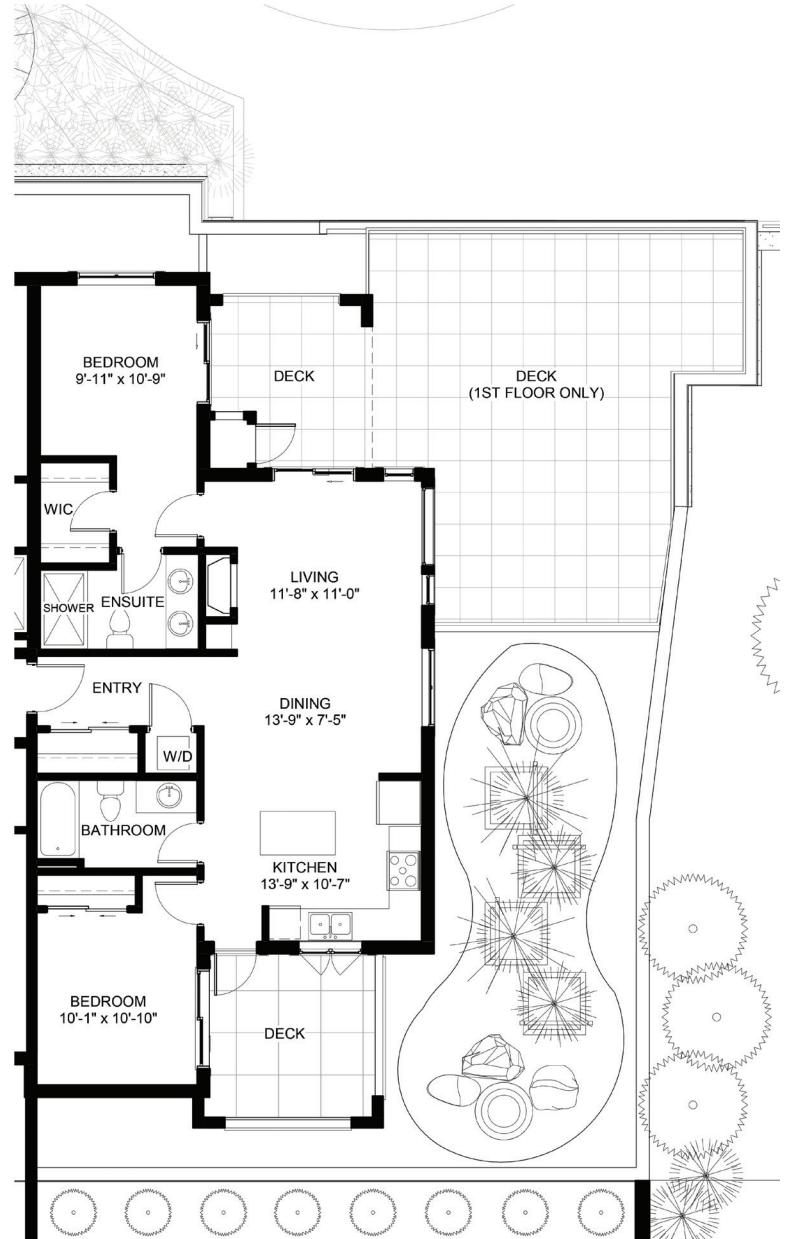 BEDROOM
9'-11" x 10'-9"
DECK
DECK
(1ST FLOOR ONLY)
WIC
LIVING
11'-8" x 11'-0"
SHOWER
ENSUITE
ENTRY
DINING
13'-9" x 7'-5"
W/D
BATHROOM
KITCHEN
13'-9" x 10'-7"
BEDROOM
10'-1" x 10'-10"
DECK